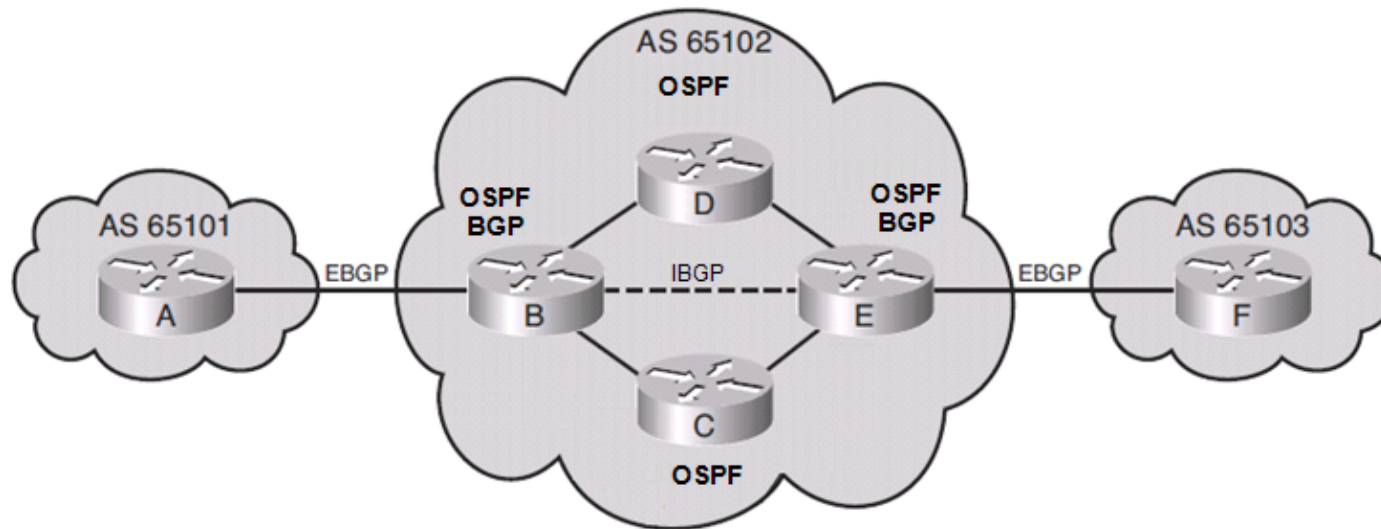 AS 65102
OSPF
D
OSPF
BGP
OSPF
BGP
AS 65101
AS 65103
EBGP
IBGP
EBGP
A
B
E
F
C
OSPF